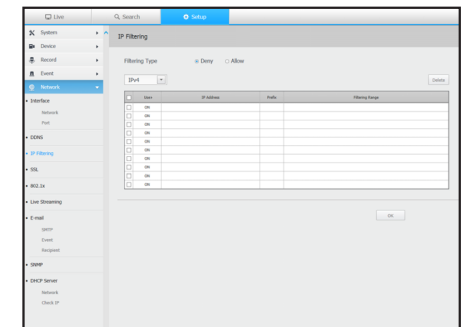 Live
Search
Setup
System
Device
Record
Event
Network
Interface
Network
Port
DDNS
IP Filtering
SSL
802.1x
Live Streaming
E-mail
SMTP
Event
Recipient
SNMP
DHCP Server
Network
Check IP
IP Filtering
Filtering Type Deny Allow
IPv4 Delete
User IP Address Prefix Filtering Range
ON
ON
ON
ON
ON
ON
ON
ON
ON
ON
OK